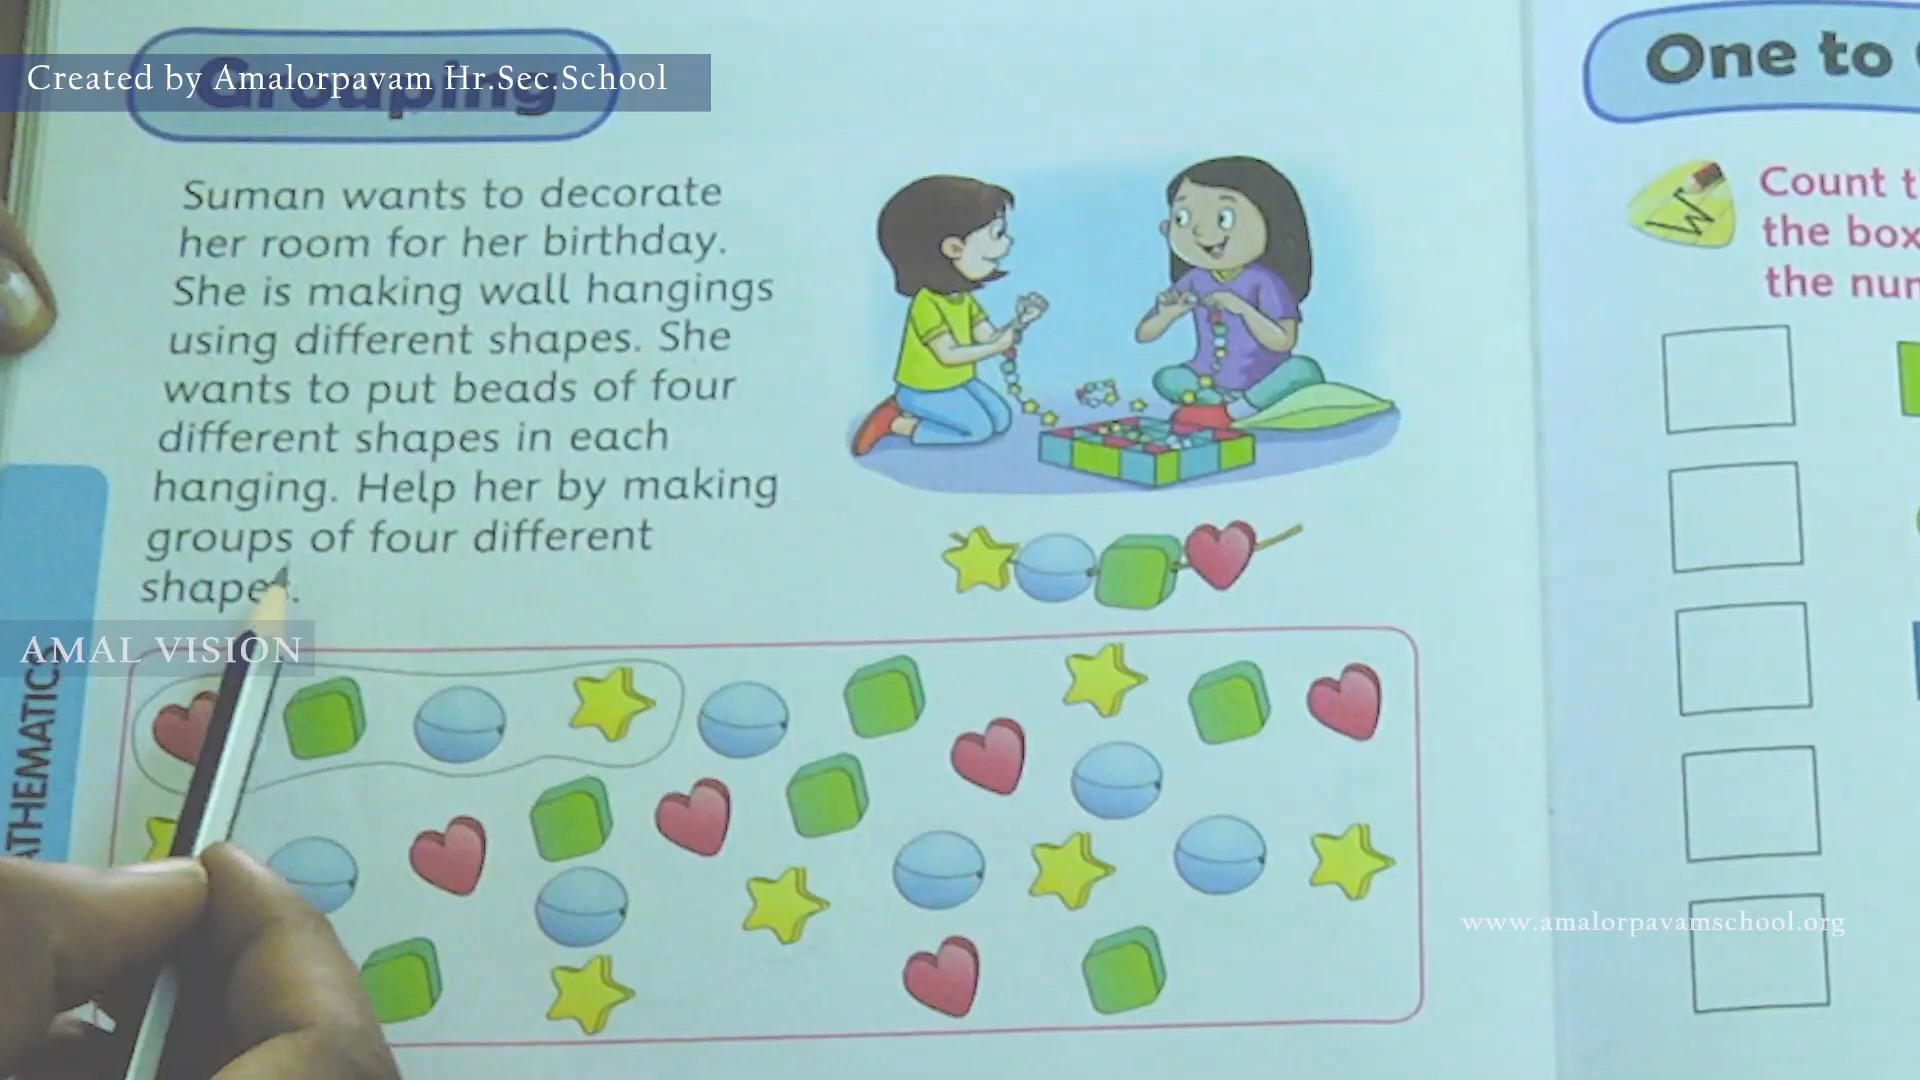 Created by Amalorpavam Hr.Sec.School
Grouping
Suman wants to decorate
her room for her birthday.
She is making wall hangings
using different shapes. She
wants to put beads of four
different shapes in each
hanging. Help her by making
groups of four different
shapes.
AMAL VISION
One to
Count
the box
the
www.amalorpavamschool.org